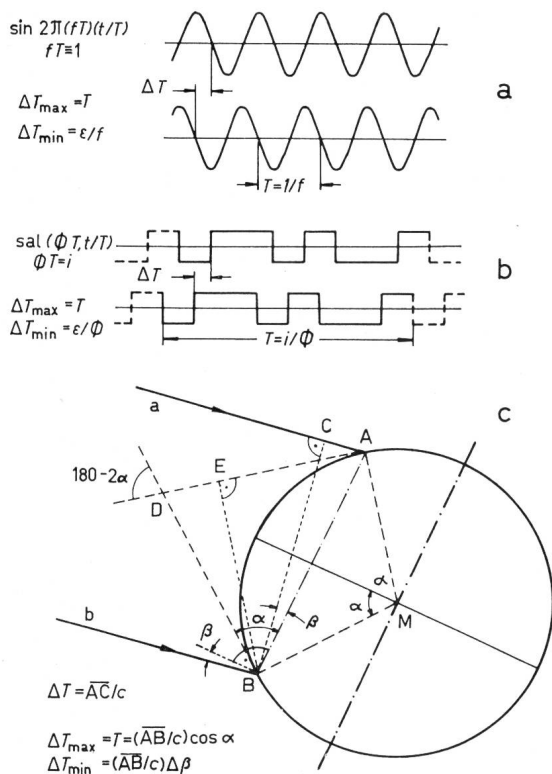 sin 2π(fT)(t/T)
fT≡1
ΔT
ΔTmax =T
ΔTmin =ε/f
T=1/f
a
sal (ϕT,t/T)
ϕT=i
ΔT
b
ΔTmax =T
ΔTmin =ε/ϕ
T=i/ϕ
c
a
C
A
180-2α
E
D
α
α
M
b
β
α
β
B
ΔT = AC/c
ΔTmax= T=(AB/c)cos α
ΔTmin =(AB/c)Δβ